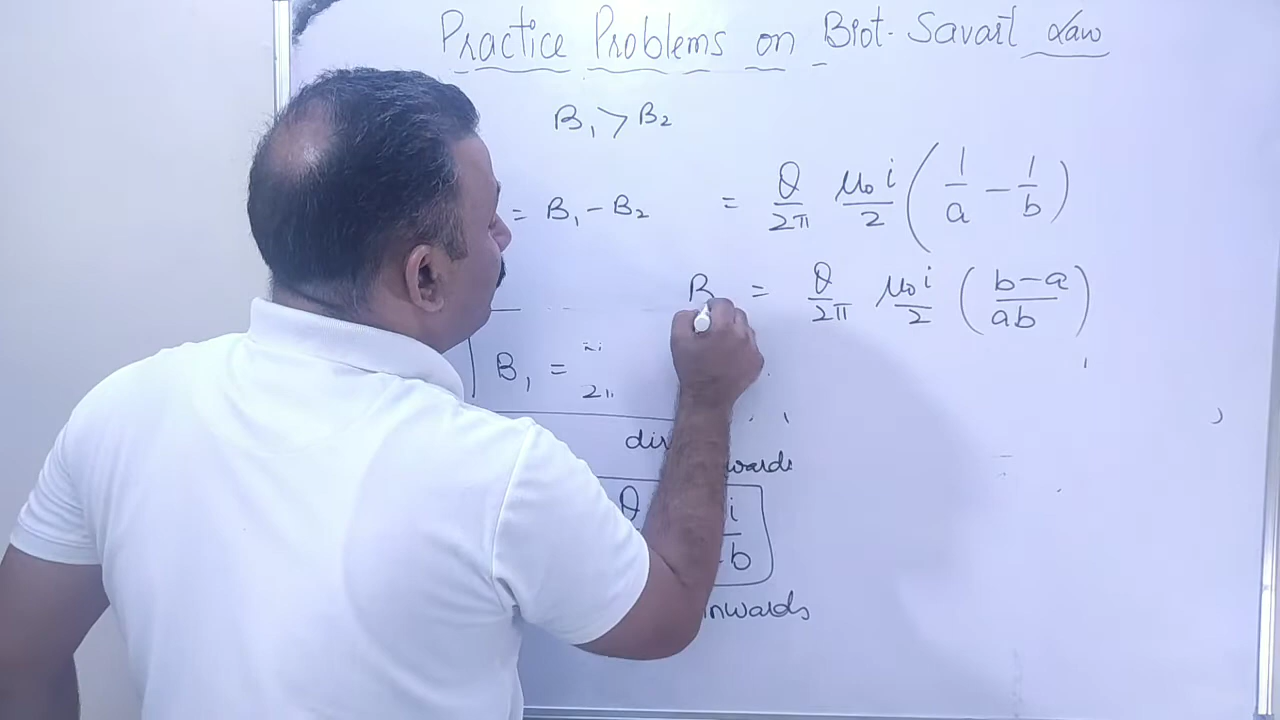 Practice Problems on Biot-Savart Law
B₁ > B₂
= B₁ - B₂ = θ/2π μ₀i/2 (1/a - 1/b)
B = θ/2π μ₀i/2 (b-a/ab)
B₁ = 2π
θ i
b
inwards